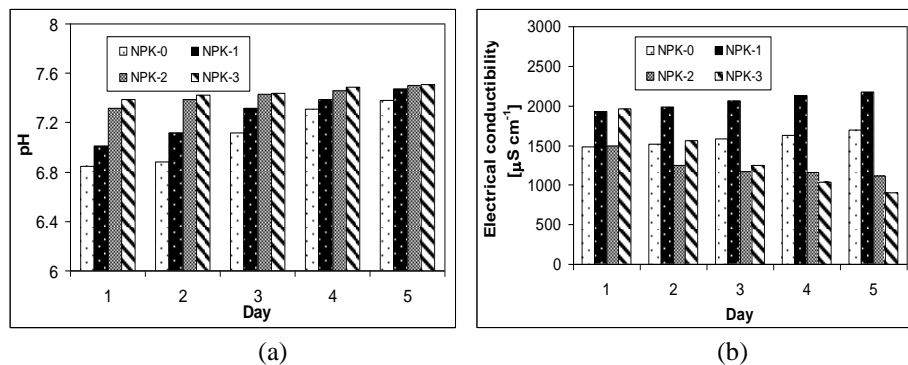 8
7.6
7.2
6.8
6.4
6
pH
NPK-0 NPK-1
NPK-2 NPK-3
1 2 3 4 5
Day
(a)
3000
2500
2000
1500
1000
500
0
Electrical conductibility
[µS cm⁻¹]
NPK-0 NPK-1
NPK-2 NPK-3
1 2 3 4 5
Day
(b)